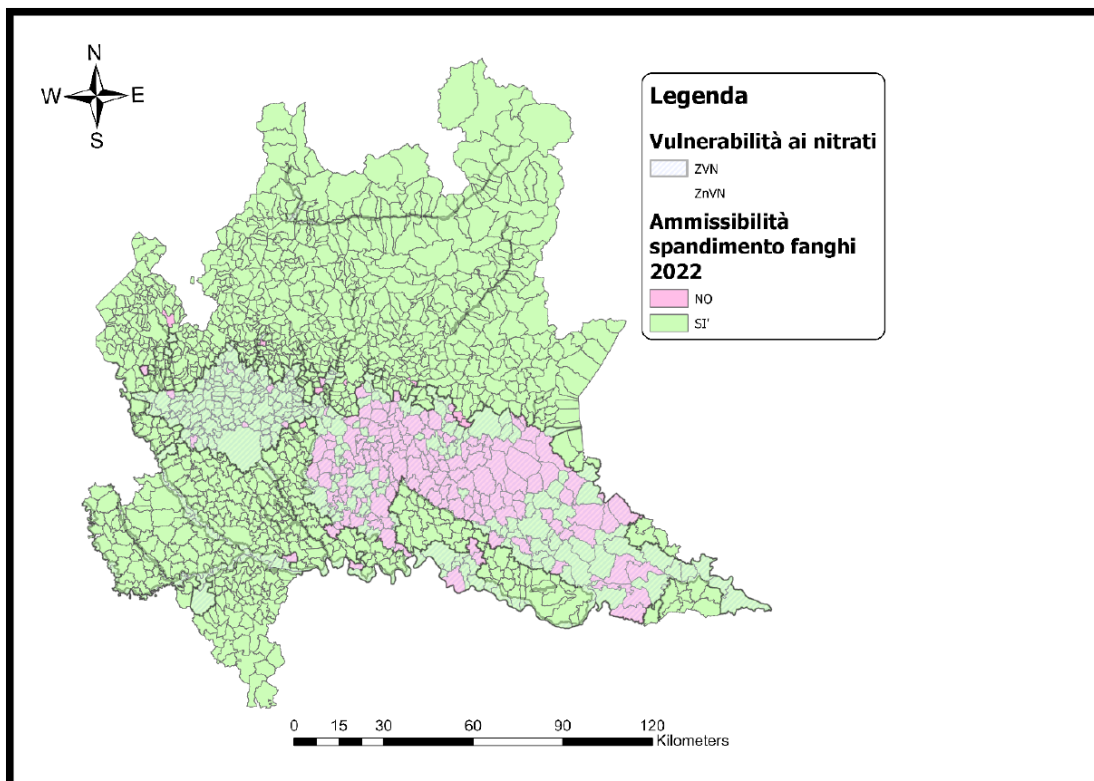 N
W E
S
Legenda
Vulnerabilità ai nitrati
ZVN
ZnVN
Ammissibilità
spandimento fanghi
2022
NO
SI'
0 15 30 60 90 120
Kilometers